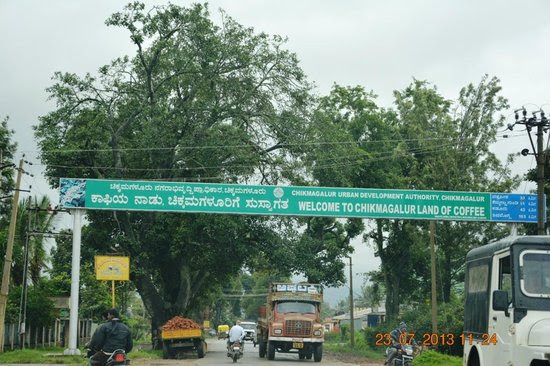 ಚಿಕ್ಕಮಗಳೂರು ನಗರಾಭಿವೃದ್ಧಿ ಪ್ರಾಧಿಕಾರ, ಚಿಕ್ಕಮಗಳೂರು
ಕಾಫಿಯ ನಾಡು, ಚಿಕ್ಕಮಗಳೂರಿಗೆ ಸುಸ್ವಾಗತ
CHIKMAGALUR URBAN DEVELOPMENT AUTHORITY, CHIKMAGALUR
WELCOME TO CHIKMAGALUR LAND OF COFFEE
23.07.2013 11:24